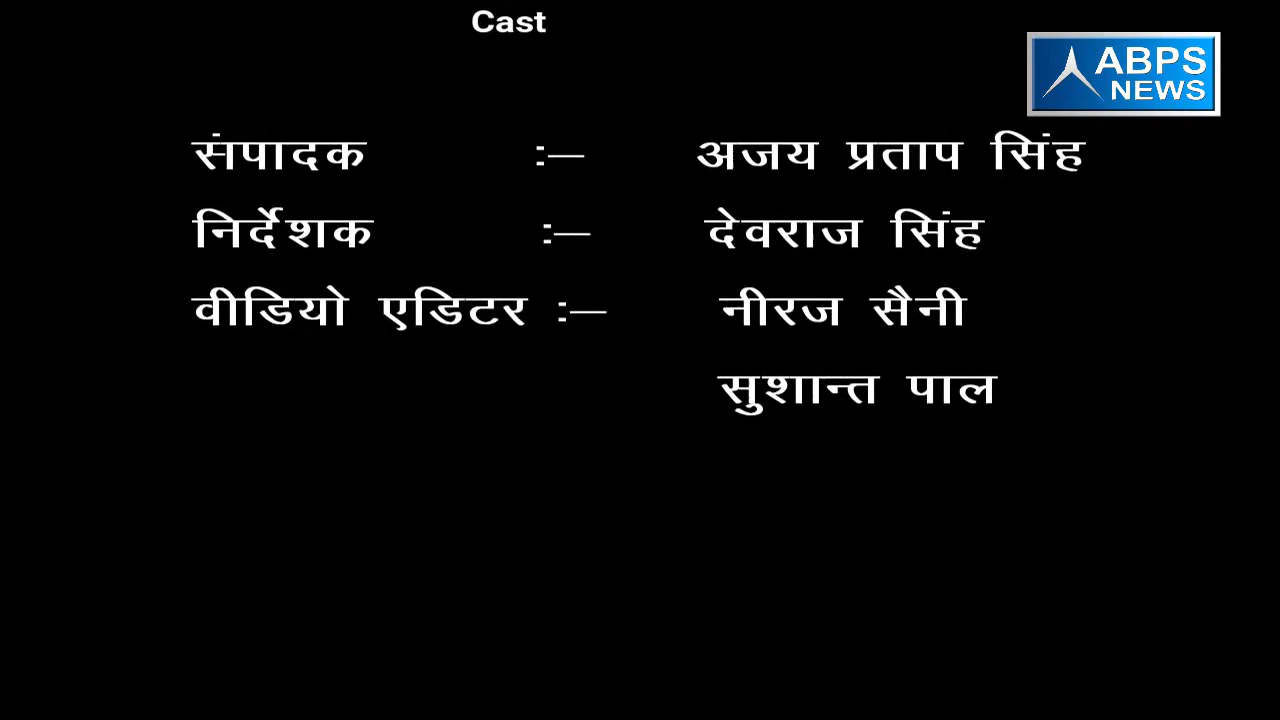 Cast
ABPS
NEWS
संपादक :– अजय प्रताप सिंह
निर्देशक :– देवराज सिंह
वीडियो एडिटर :– नीरज सैनी
सुशान्त पाल